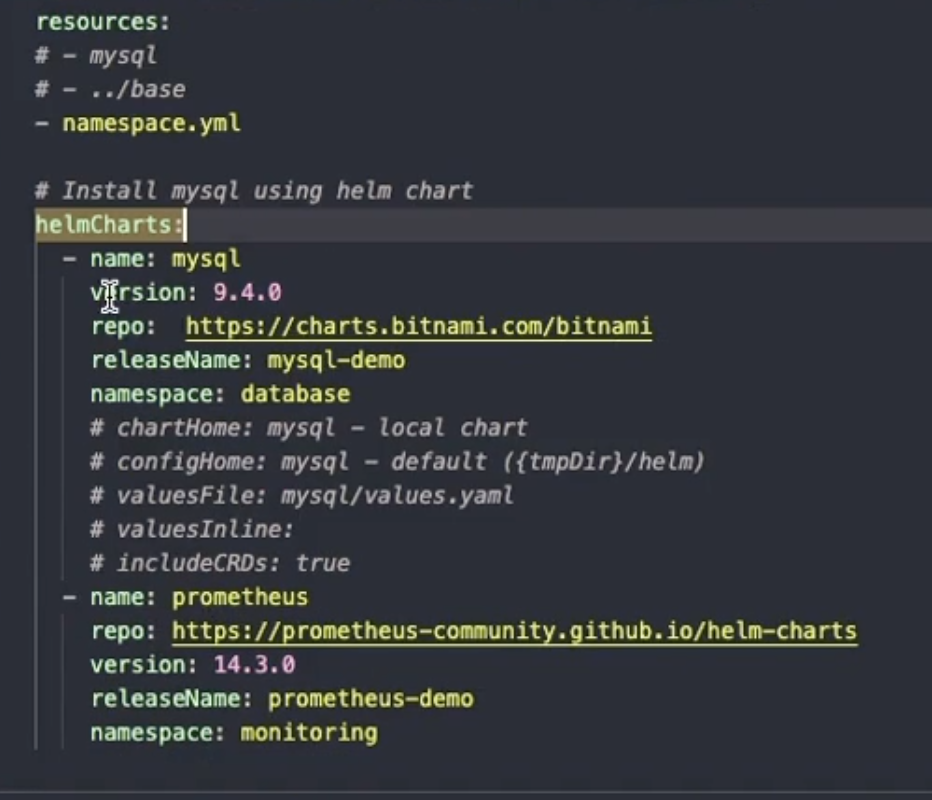 resources:
# - mysql
# - ../base
- namespace.yml
# Install mysql using helm chart
helmCharts:
  - name: mysql
    version: 9.4.0
    repo:  https://charts.bitnami.com/bitnami
    releaseName: mysql-demo
    namespace: database
    # chartHome: mysql - local chart
    # configHome: mysql - default ({tmpDir}/helm)
    # valuesFile: mysql/values.yaml
    # valuesInline:
    # includeCRDs: true
  - name: prometheus
    repo: https://prometheus-community.github.io/helm-charts
    version: 14.3.0
    releaseName: prometheus-demo
    namespace: monitoring